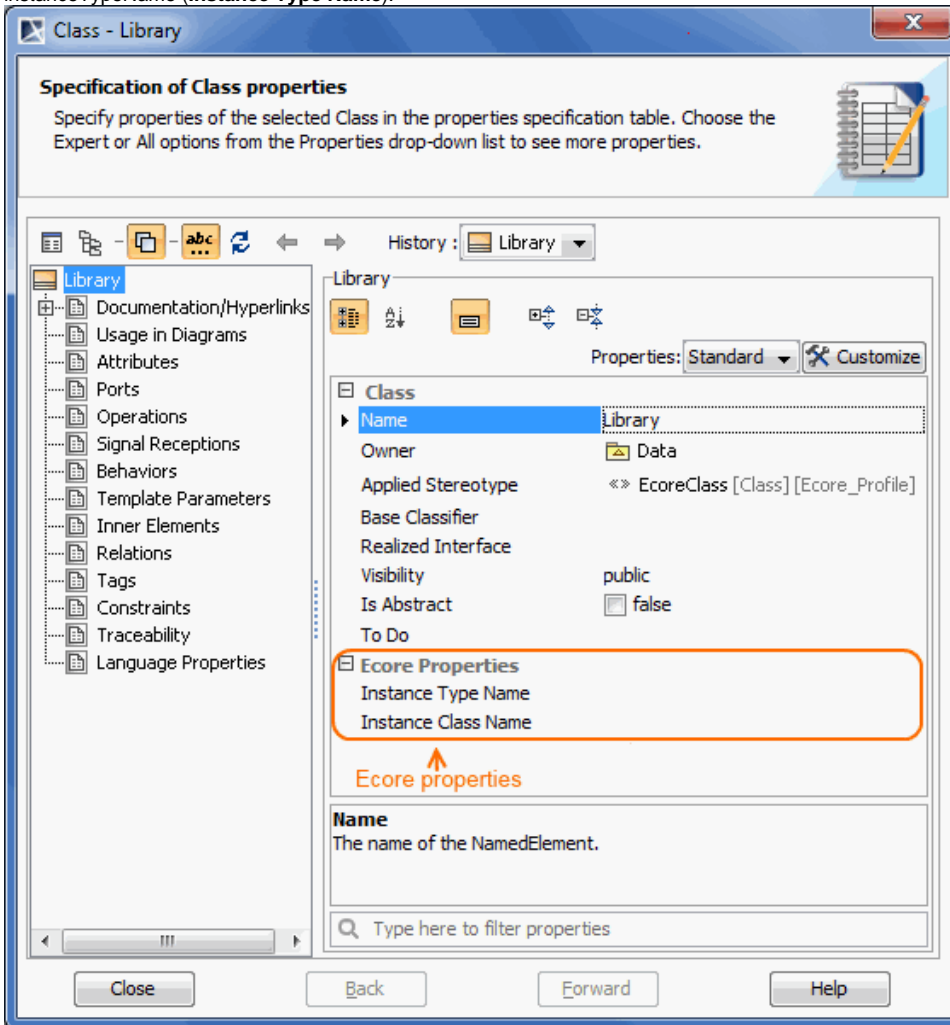 instanceTypeName (Instance Type Name).
Class - Library
Specification of Class properties
Specify properties of the selected Class in the properties specification table. Choose the
Expert or All options from the Properties drop-down list to see more properties.
abc
History :
Library
Library
Documentation/Hyperlinks
Usage in Diagrams
Attributes
Ports
Operations
Signal Receptions
Behaviors
Template Parameters
Inner Elements
Relations
Tags
Constraints
Traceability
Language Properties
Library
Properties: Standard Customize
Class
Name Library
Owner Data
Applied Stereotype «» EcoreClass [Class] [Ecore_Profile]
Base Classifier
Realized Interface
Visibility public
Is Abstract false
To Do
Ecore Properties
Instance Type Name
Instance Class Name
Ecore properties
Name
The name of the NamedElement.
Type here to filter properties
Close Back Forward Help